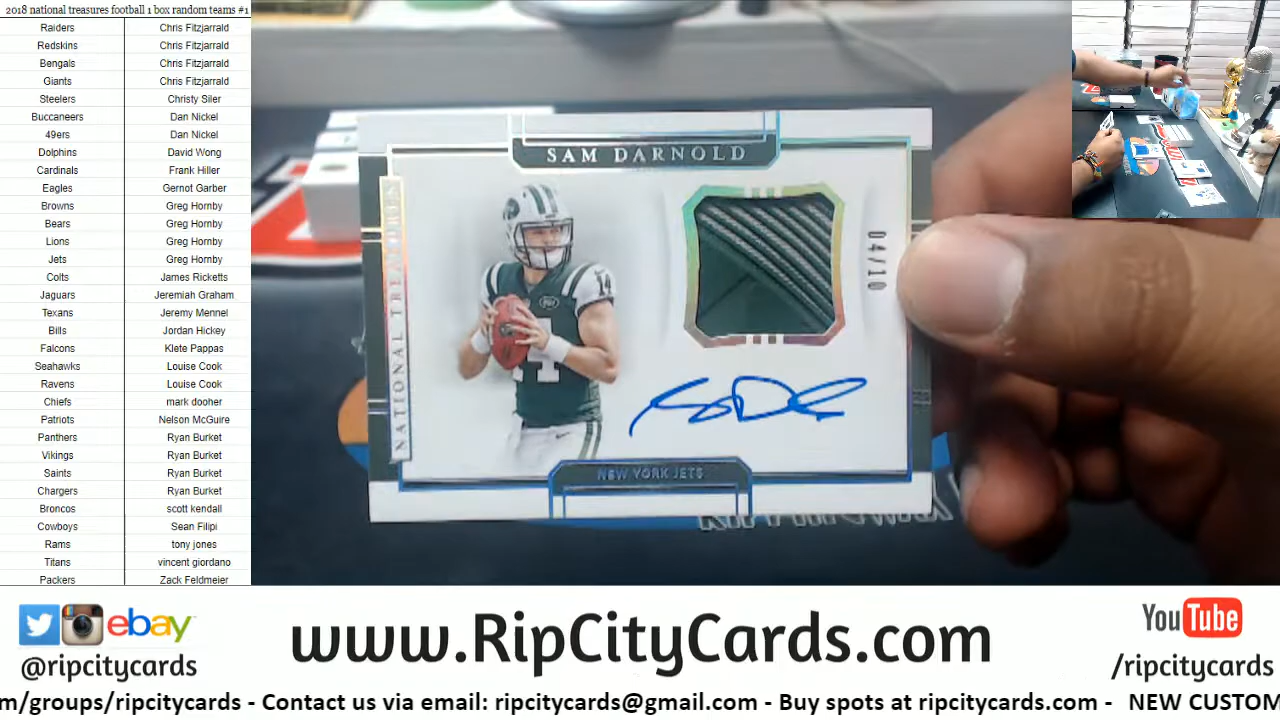 2018 national treasures football 1 box random teams #1
Raiders Chris Fitzjarrald
Redskins Chris Fitzjarrald
Bengals Chris Fitzjarrald
Giants Chris Fitzjarrald
Steelers Christy Siler
Buccaneers Dan Nickel
49ers Dan Nickel
Dolphins David Wong
Cardinals Frank Hiller
Eagles Gernot Garber
Browns Greg Hornby
Bears Greg Hornby
Lions Greg Hornby
Jets Greg Hornby
Colts James Ricketts
Jaguars Jeremiah Graham
Texans Jeremy Mennel
Bills Jordan Hickey
Falcons Klete Pappas
Seahawks Louise Cook
Ravens Louise Cook
Chiefs mark dooher
Patriots Nelson McGuire
Panthers Ryan Burket
Vikings Ryan Burket
Saints Ryan Burket
Chargers Ryan Burket
Broncos scott kendall
Cowboys Sean Filipi
Rams tony jones
Titans vincent giordano
Packers Zack Feldmeier
SAM DARNOLD
NATIONAL TREASURES
04/10
14
14
NEW YORK JETS
ebay
@ripcitycards
www.RipCityCards.com
YouTube
/ripcitycards
m/groups/ripcitycards - Contact us via email: ripcitycards@gmail.com - Buy spots at ripcitycards.com - NEW CUSTOM